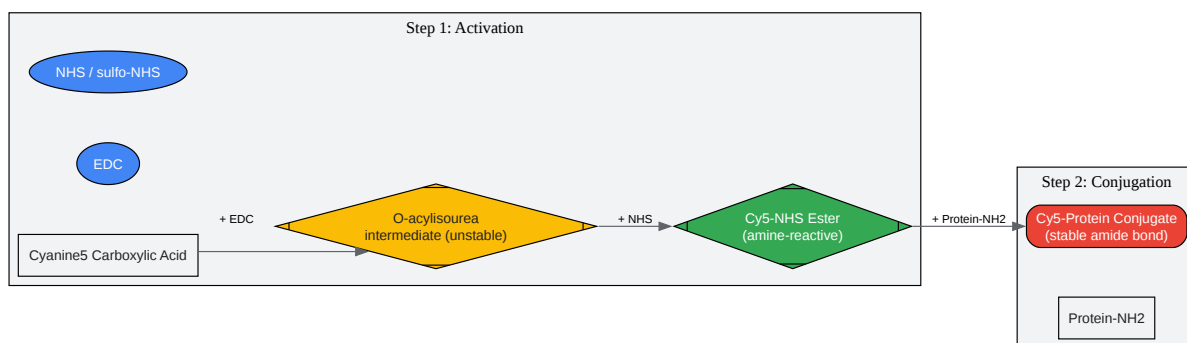 Step 1: Activation
NHS / sulfo-NHS
EDC
Cyanine5 Carboxylic Acid
+ EDC
O-acylisourea
intermediate (unstable)
+ NHS
Cy5-NHS Ester
(amine-reactive)
+ Protein-NH2
Step 2: Conjugation
Cy5-Protein Conjugate
(stable amide bond)
Protein-NH2